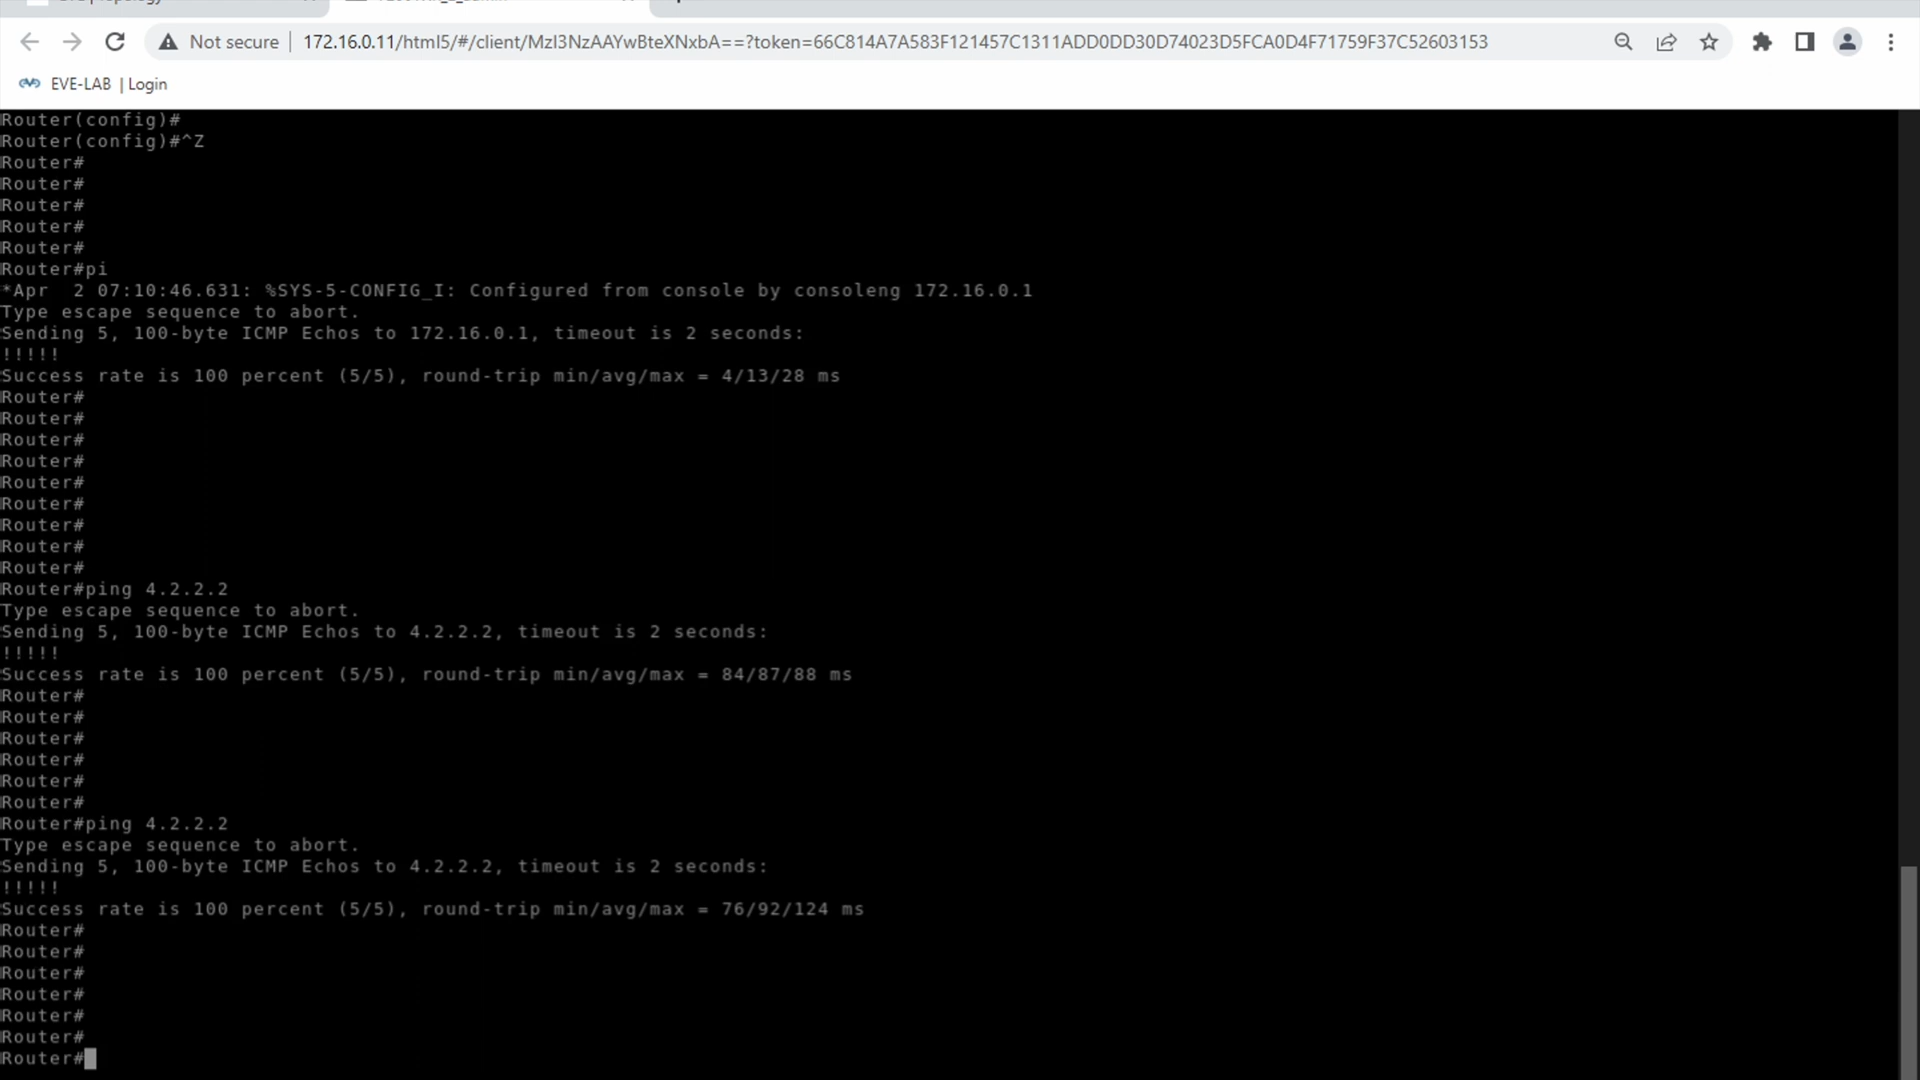 Not secure
172.16.0.11/html5/#/client/MzI3NzAAYwBteXNxbA==?token=66C814A7A583F121457C1311ADD0DD30D74023D5FCA0D4F71759F37C52603153
EVE-LAB | Login
Router(config)#
Router(config)#^Z
Router#
Router#
Router#
Router#
Router#
Router#pi
*Apr  2 07:10:46.631: %SYS-5-CONFIG_I: Configured from console by consoleng 172.16.0.1
Type escape sequence to abort.
Sending 5, 100-byte ICMP Echos to 172.16.0.1, timeout is 2 seconds:
!!!!!
Success rate is 100 percent (5/5), round-trip min/avg/max = 4/13/28 ms
Router#
Router#
Router#
Router#
Router#
Router#
Router#
Router#
Router#
Router#ping 4.2.2.2
Type escape sequence to abort.
Sending 5, 100-byte ICMP Echos to 4.2.2.2, timeout is 2 seconds:
!!!!!
Success rate is 100 percent (5/5), round-trip min/avg/max = 84/87/88 ms
Router#
Router#
Router#
Router#
Router#
Router#
Router#ping 4.2.2.2
Type escape sequence to abort.
Sending 5, 100-byte ICMP Echos to 4.2.2.2, timeout is 2 seconds:
!!!!!
Success rate is 100 percent (5/5), round-trip min/avg/max = 76/92/124 ms
Router#
Router#
Router#
Router#
Router#
Router#
Router#